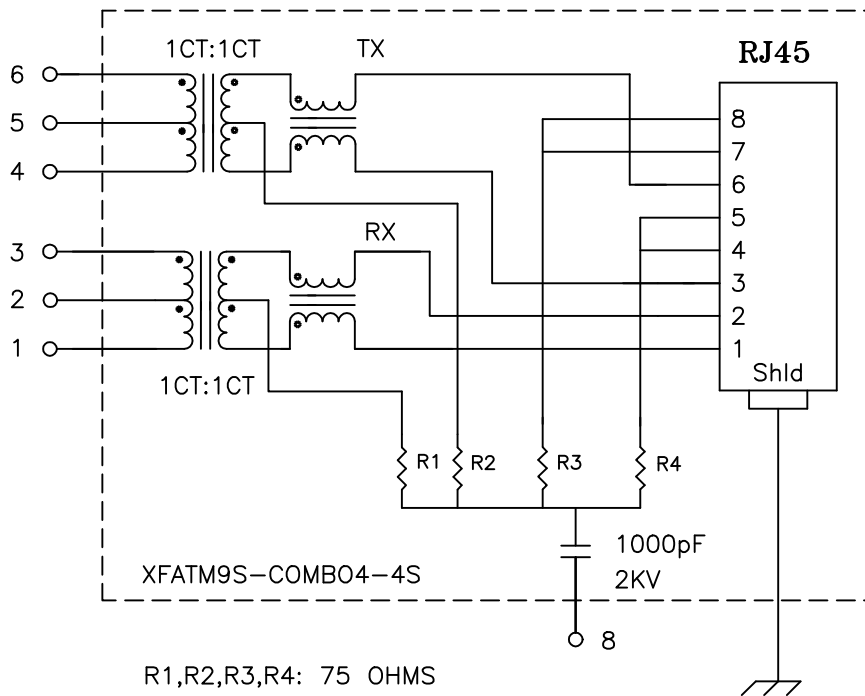 1CT:1CT
TX
RJ45
6
5
4
8
7
6
5
4
3
2
1
3
2
1
RX
1CT:1CT
Shld
R1
R2
R3
R4
1000pF
2KV
XFATM9S-COMBO4-4S
8
R1,R2,R3,R4: 75 OHMS